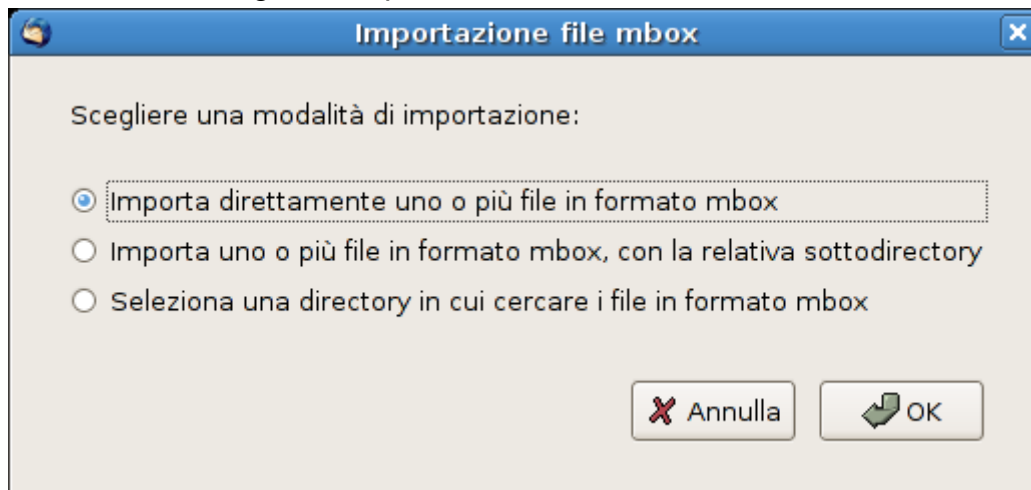 Importazione file mbox
Scegliere una modalità di importazione:
Importa direttamente uno o più file in formato mbox
Importa uno o più file in formato mbox, con la relativa sottodirectory
Seleziona una directory in cui cercare i file in formato mbox
Annulla
OK